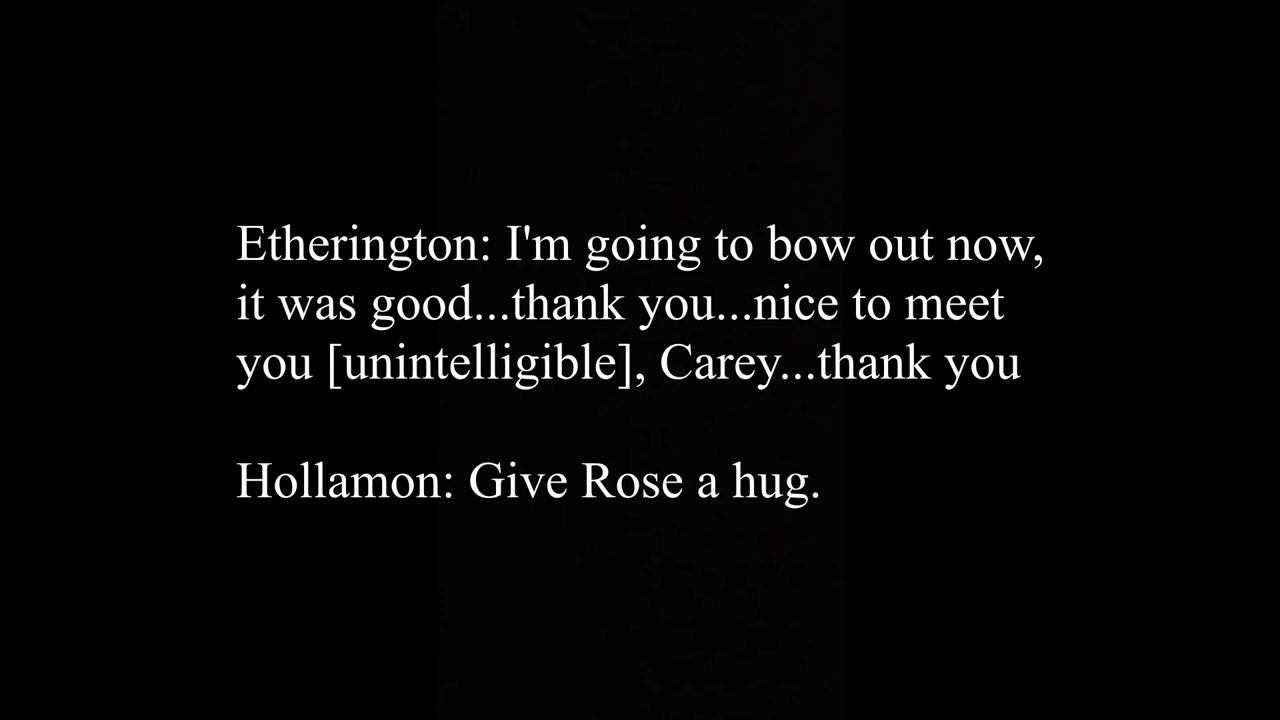 Etherington: I'm going to bow out now,
it was good...thank you...nice to meet
you [unintelligible], Carey...thank you
Hollamon: Give Rose a hug.